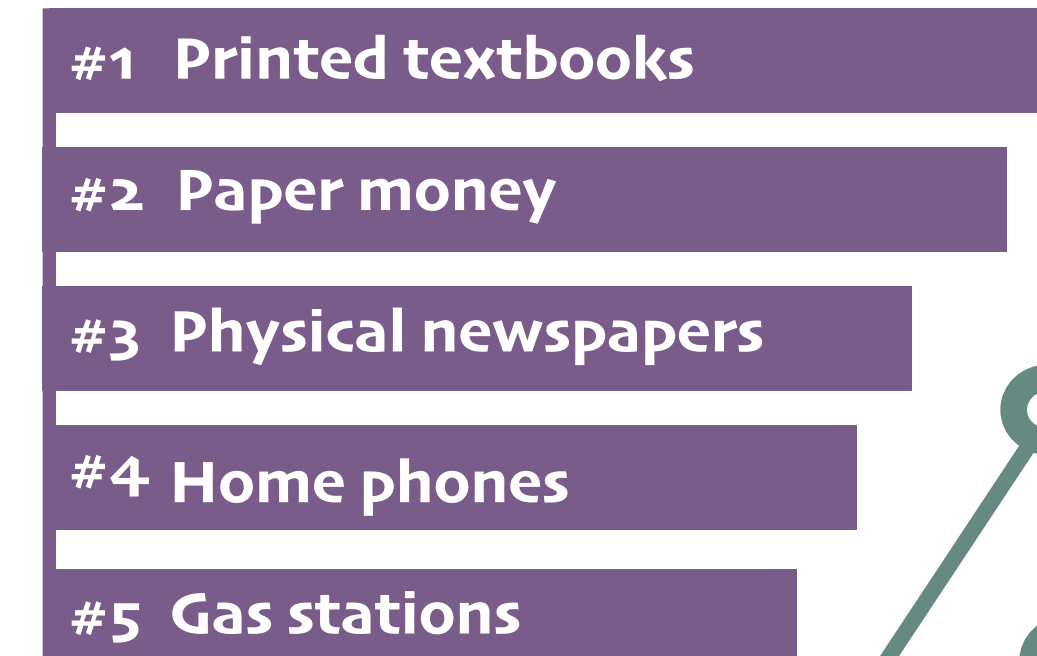 #1 Printed textbooks
#2 Paper money
#3 Physical newspapers
#4 Home phones
#5 Gas stations